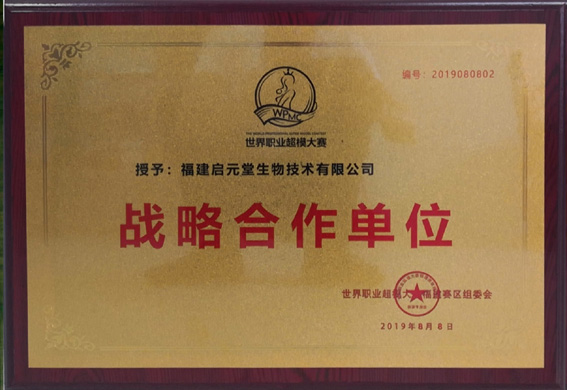 编号：2019080802
WPMC
世界职业超模大赛
授予：福建启元堂生物技术有限公司
战略合作单位
世界职业超模大赛福建赛区组委会
2019年8月8日